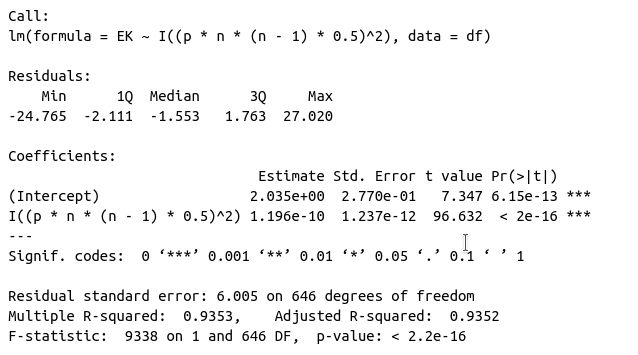 Call:
lm(formula = EK ~ I((p * n * (n - 1) * 0.5)^2), data = df)

Residuals:
    Min      1Q  Median      3Q     Max
-24.765  -2.111  -1.553   1.763  27.020

Coefficients:
                              Estimate Std. Error t value Pr(>|t|)
(Intercept)                  2.035e+00  2.770e-01   7.347 6.15e-13 ***
I((p * n * (n - 1) * 0.5)^2) 1.196e-10  1.237e-12  96.632  < 2e-16 ***
---
Signif. codes:  0 ‘***’ 0.001 ‘**’ 0.01 ‘*’ 0.05 ‘.’ 0.1 ‘ ’ 1

Residual standard error: 6.005 on 646 degrees of freedom
Multiple R-squared:  0.9353,    Adjusted R-squared:  0.9352
F-statistic:  9338 on 1 and 646 DF,  p-value: < 2.2e-16